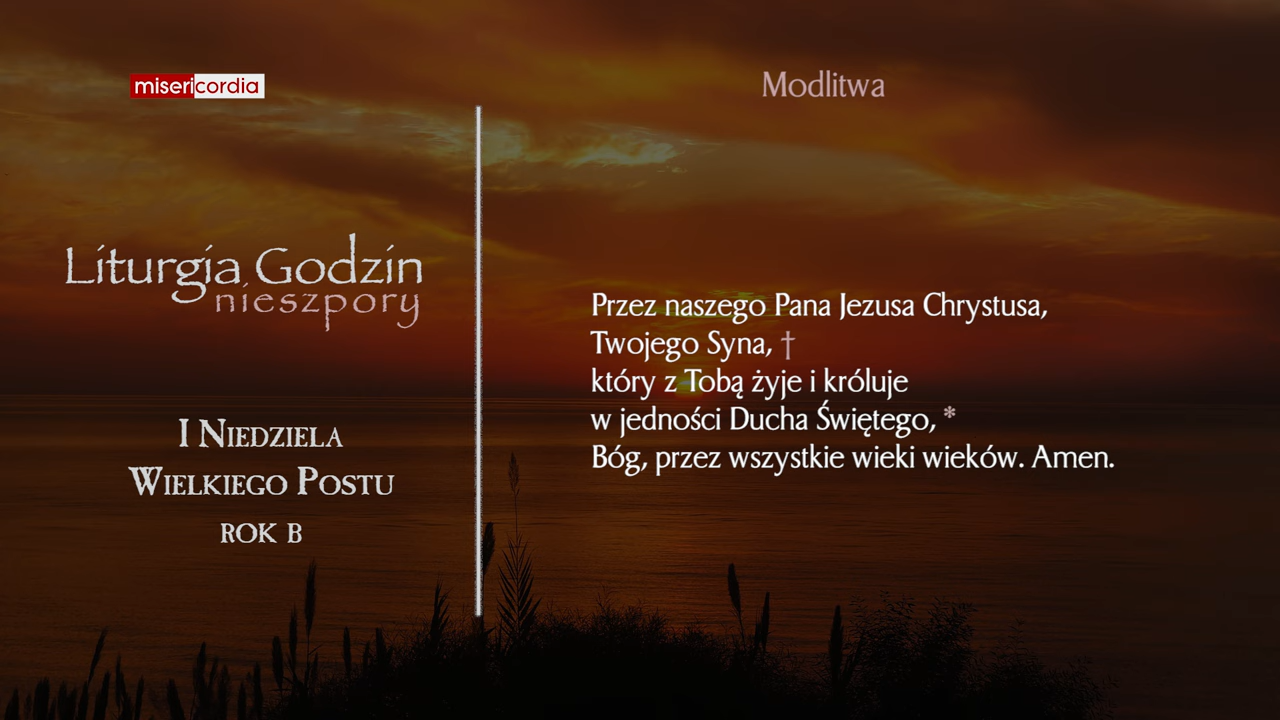 misericordia
Liturgia Godzin
nieszpory
I Niedziela
Wielkiego Postu
rok B
Modlitwa
Przez naszego Pana Jezusa Chrystusa,
Twojego Syna, †
który z Tobą żyje i króluje
w jedności Ducha Świętego, *
Bóg, przez wszystkie wieki wieków. Amen.